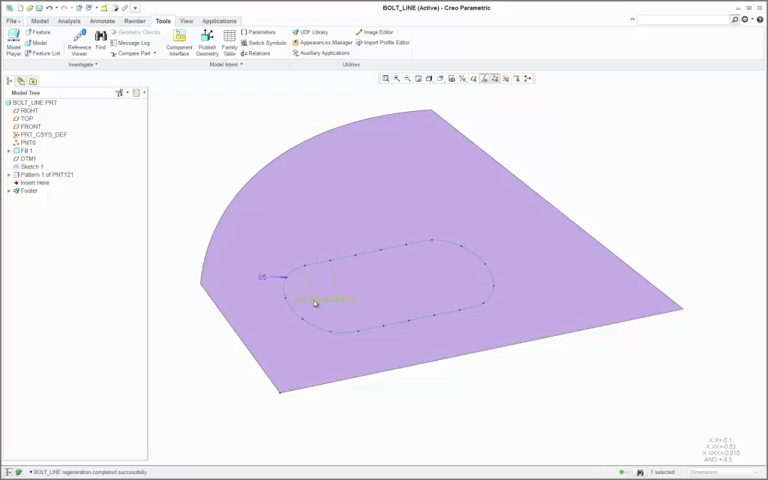 BOLT_LINE (Active) - Creo Parametric
File Model Analysis Annotate Render Tools View Applications
Model Player
Feature
Model
Feature List
Reference Viewer
Find
Geometry Checks
Message Log
Compare Part
Component Interface
Publish Geometry
Family Table
Parameters
Switch Symbols
d= Relations
UDF Library
Appearances Manager
Auxiliary Applications
Image Editor
Import Profile Editor
Investigate Model Intent Utilities
Model Tree
BOLT_LINE.PRT
RIGHT
TOP
FRONT
PRT_CSYS_DEF
PNT0
Fill 1
DTM1
Sketch 1
Pattern 1 of PNT121
Insert Here
Footer
.05
X.X+-0.1
X.XX+-0.03
X.XXX+-0.010
ANG.+-0.5
BOLT_LINE regeneration completed successfully.
1 selected
Dimensions